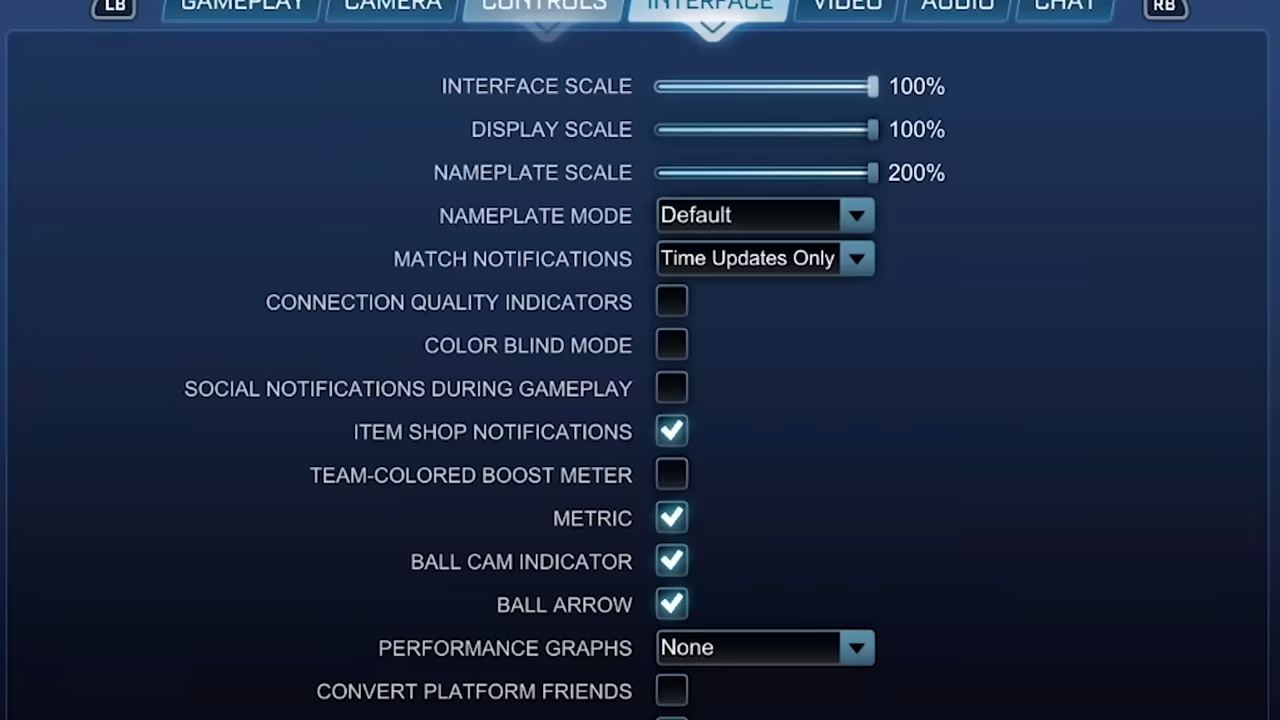 LB GAMEPLAY CAMERA CONTROLS INTERFACE VIDEO AUDIO CHAT RB
INTERFACE SCALE 100%
DISPLAY SCALE 100%
NAMEPLATE SCALE 200%
NAMEPLATE MODE Default
MATCH NOTIFICATIONS Time Updates Only
CONNECTION QUALITY INDICATORS
COLOR BLIND MODE
SOCIAL NOTIFICATIONS DURING GAMEPLAY
ITEM SHOP NOTIFICATIONS
TEAM-COLORED BOOST METER
METRIC
BALL CAM INDICATOR
BALL ARROW
PERFORMANCE GRAPHS None
CONVERT PLATFORM FRIENDS